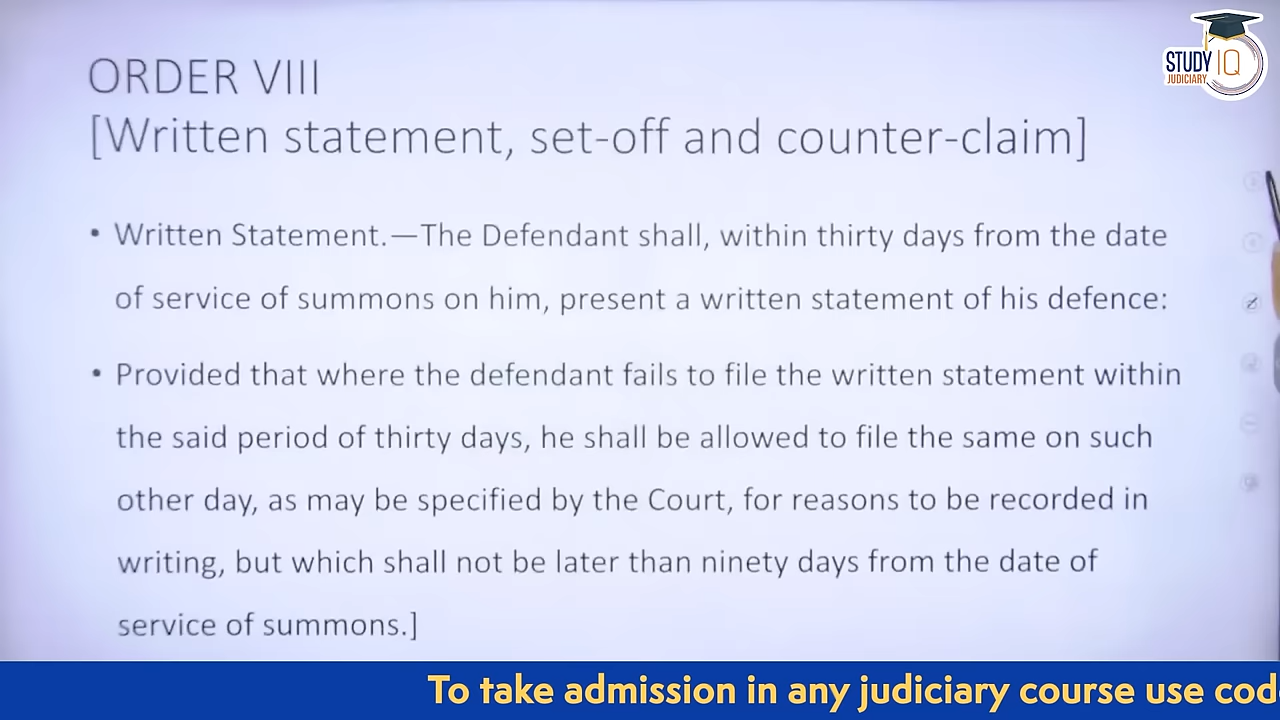 STUDY IQ
JUDICIARY
ORDER VIII
[Written statement, set-off and counter-claim]
• Written Statement.—The Defendant shall, within thirty days from the date
of service of summons on him, present a written statement of his defence:
• Provided that where the defendant fails to file the written statement within
the said period of thirty days, he shall be allowed to file the same on such
other day, as may be specified by the Court, for reasons to be recorded in
writing, but which shall not be later than ninety days from the date of
service of summons.]
To take admission in any judiciary course use cod